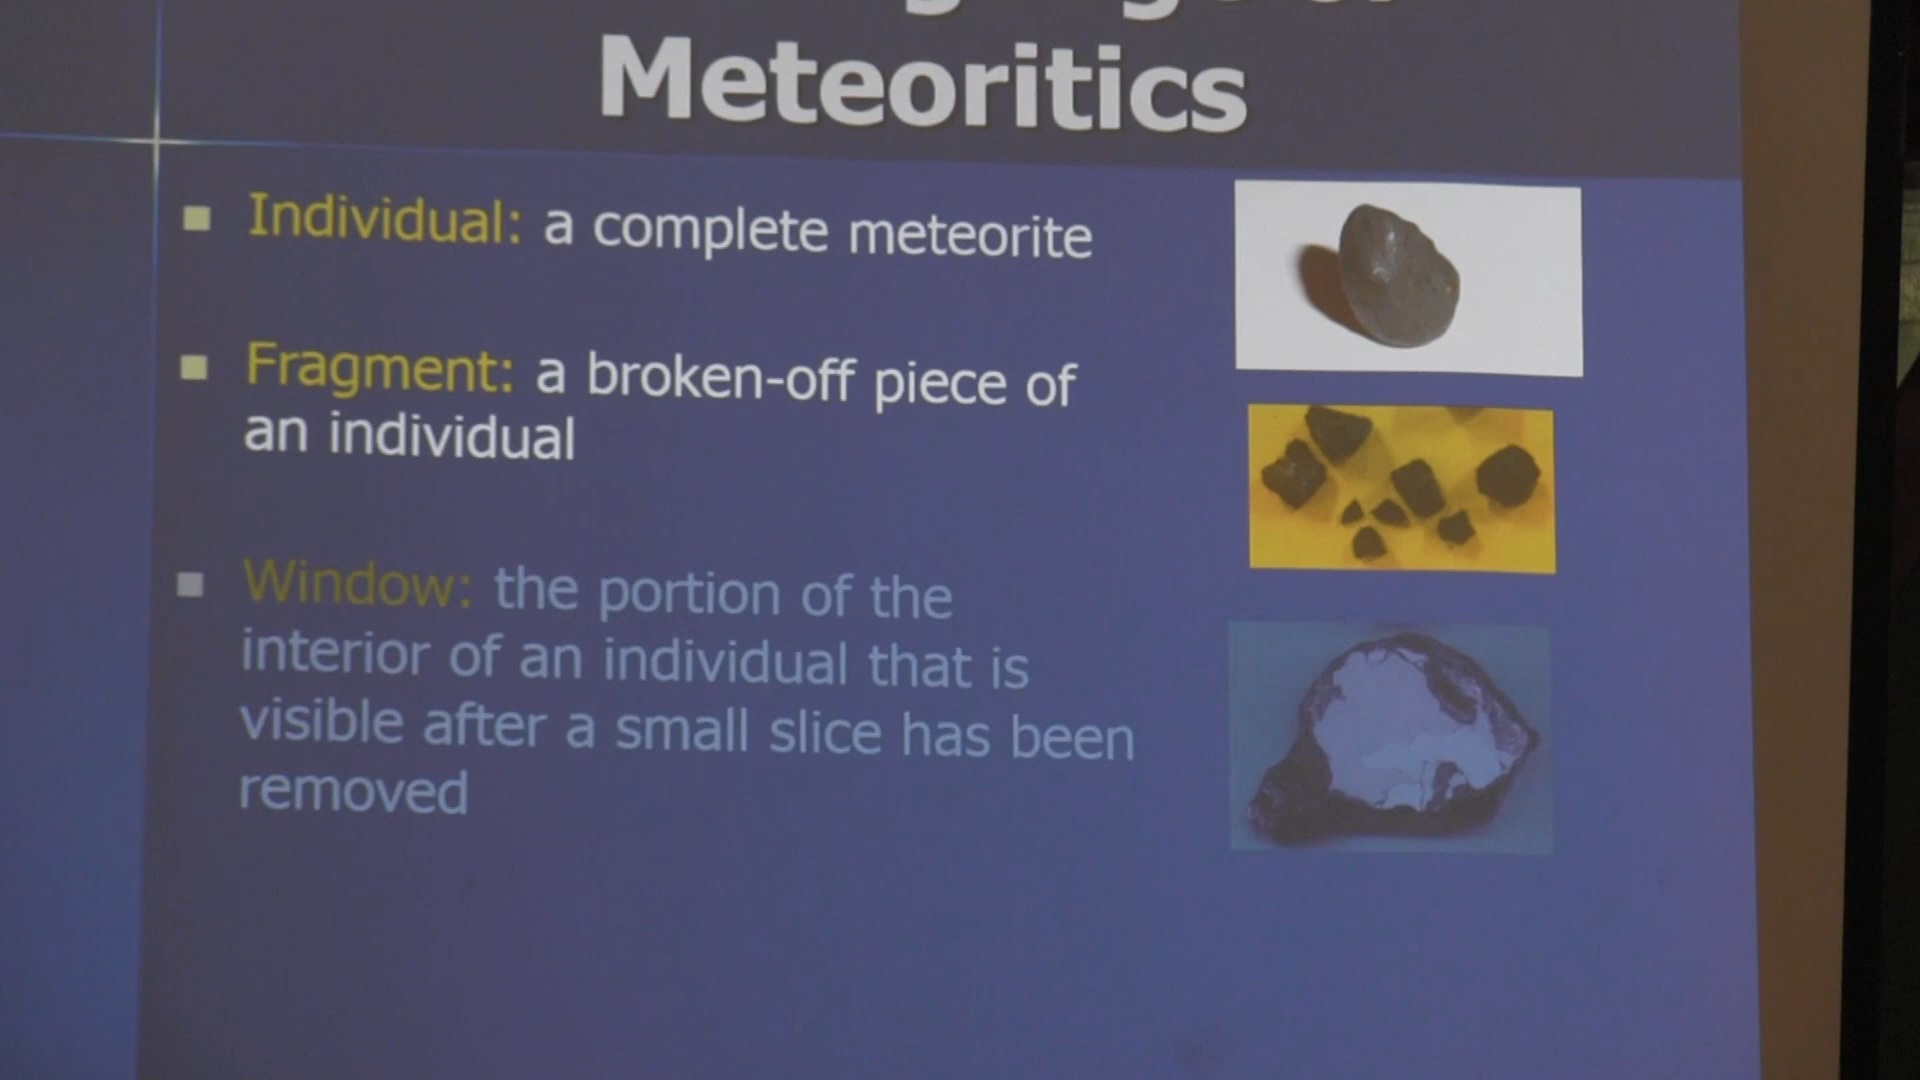 Meteoritics
Individual: a complete meteorite
Fragment: a broken-off piece of
an individual
Window: the portion of the
interior of an individual that is
visible after a small slice has been
removed